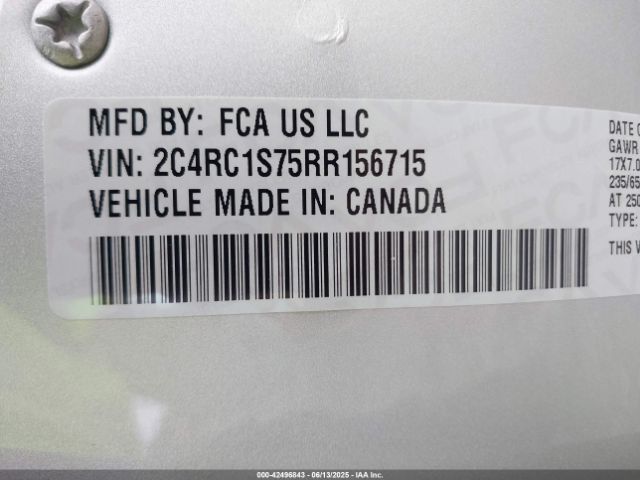 MFD BY: FCA US LLC
VIN: 2C4RC1S75RR156715
VEHICLE MADE IN: CANADA
DATE
GAWR
17X7.0
235/65
AT 250
TYPE:
THIS
000-42496843 / 06/13/2025 / IAAI, Inc.